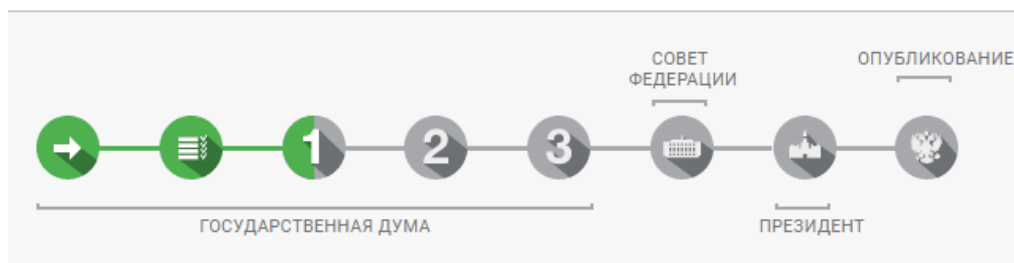 СОВЕТ
ФЕДЕРАЦИИ
ОПУБЛИКОВАНИЕ
1
2
3
ГОСУДАРСТВЕННАЯ ДУМА
ПРЕЗИДЕНТ